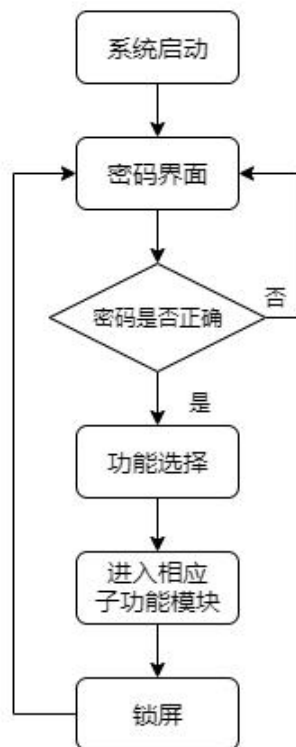 系统启动
密码界面
密码是否正确
否
是
功能选择
进入相应
子功能模块
锁屏